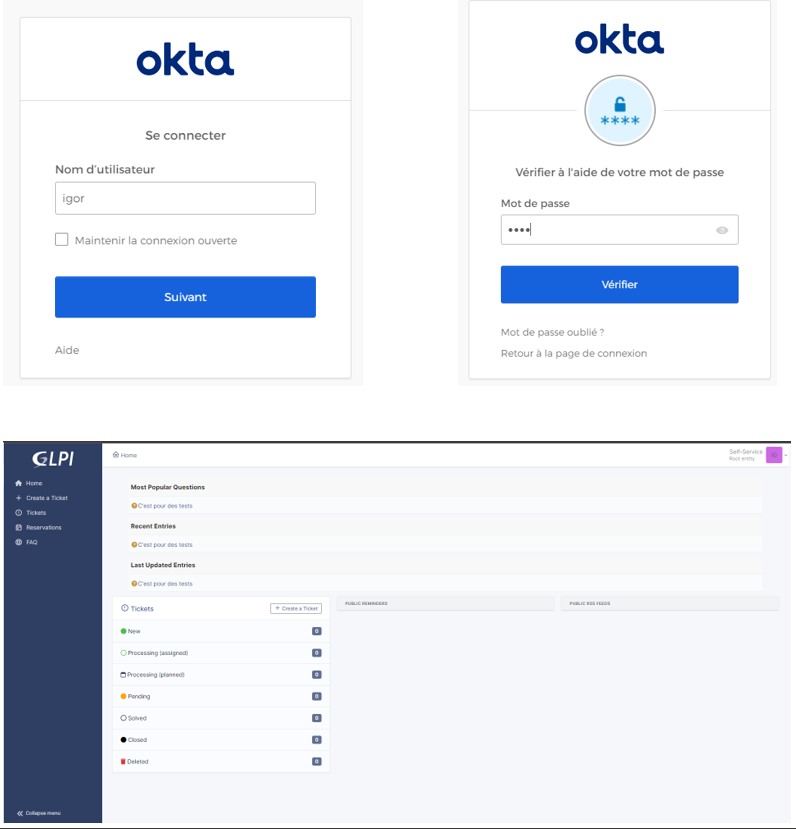 okta
Se connecter
Nom d'utilisateur
igor
Maintenir la connexion ouverte
Suivant
Aide
okta
****
Vérifier à l'aide de votre mot de passe
Mot de passe
••••
Vérifier
Mot de passe oublié ?
Retour à la page de connexion
GLPI
Home
Create a Ticket
Tickets
Reservations
FAQ
Collapse menu
Home
Self-Service
Root entity
IG
Most Popular Questions
C'est pour des tests
Recent Entries
C'est pour des tests
Last Updated Entries
C'est pour des tests
Tickets
+ Create a Ticket
New 0
Processing (assigned) 0
Processing (planned) 0
Pending 0
Solved 0
Closed 0
Deleted 0
PUBLIC REMINDERS
PUBLIC RSS FEEDS